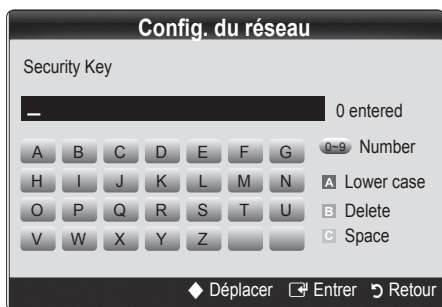 Config. du réseau
Security Key
_ 0 entered
A B C D E F G 0~9 Number
H I J K L M N A Lower case
O P Q R S T U B Delete
V W X Y Z C Space
Déplacer Entrer Retour